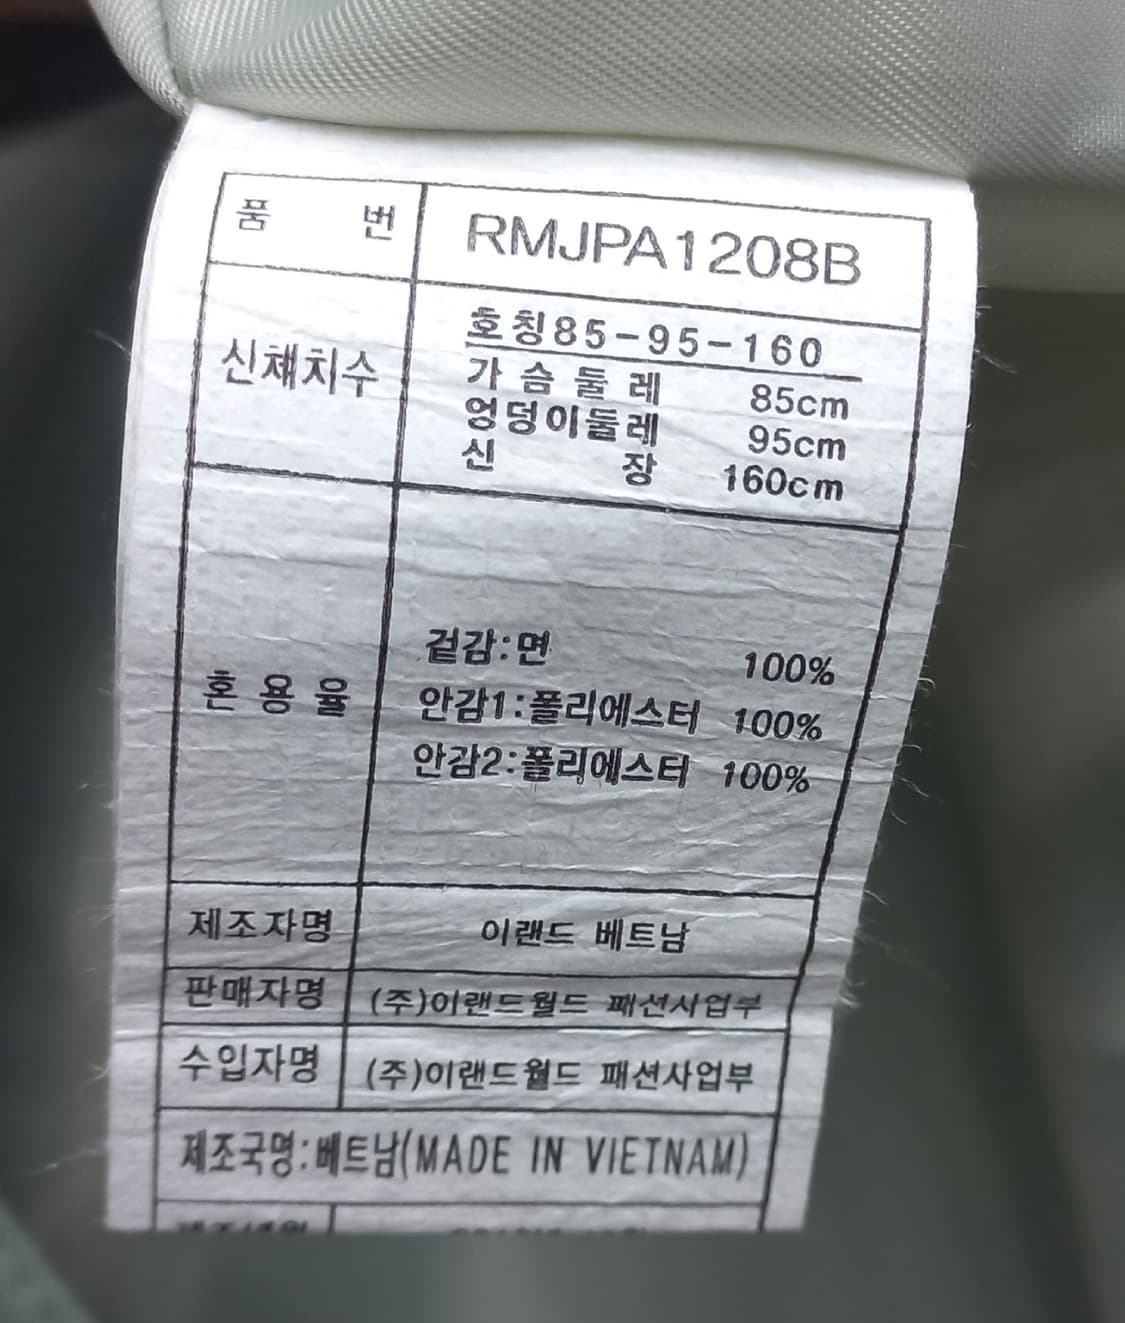 품 번 RMJPA1208B
신체치수 호칭85-95-160
가슴둘레 85cm
엉덩이둘레 95cm
신 장 160cm
혼용율 겉감:면 100%
안감1:폴리에스터 100%
안감2:폴리에스터 100%
제조자명 이랜드 베트남
판매자명 (주)이랜드월드 패션사업부
수입자명 (주)이랜드월드 패션사업부
제조국명:베트남(MADE IN VIETNAM)